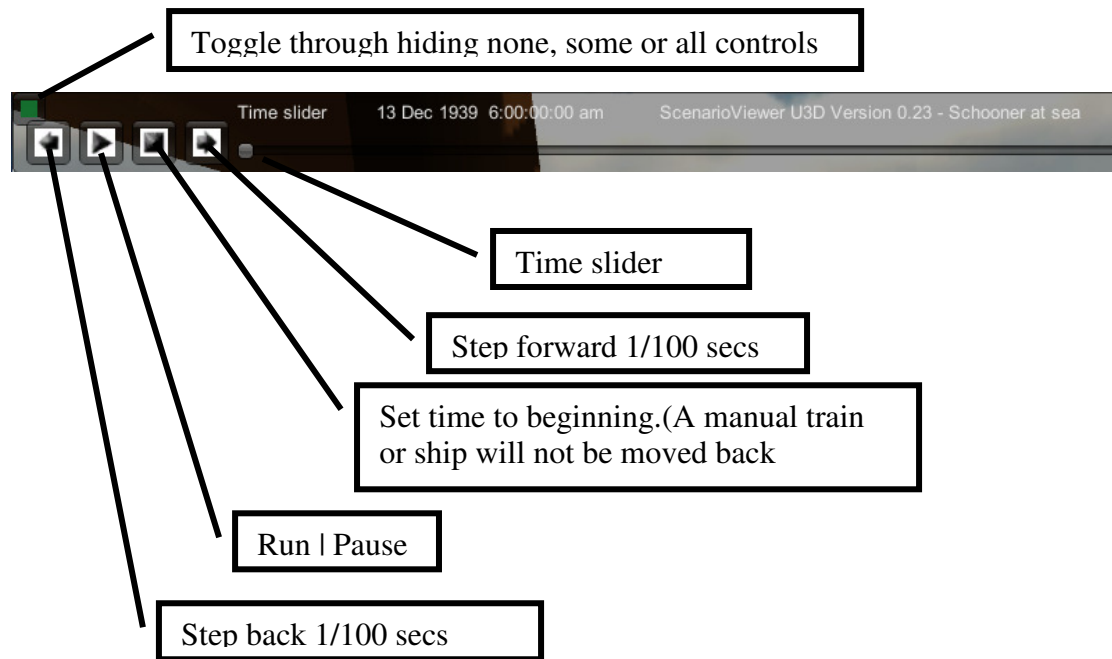 Toggle through hiding none, some or all controls
Time slider 13 Dec 1939 6:00:00:00 am ScenarioViewer U3D Version 0.23 - Schooner at sea
Time slider
Step forward 1/100 secs
Set time to beginning.(A manual train
or ship will not be moved back
Run | Pause
Step back 1/100 secs